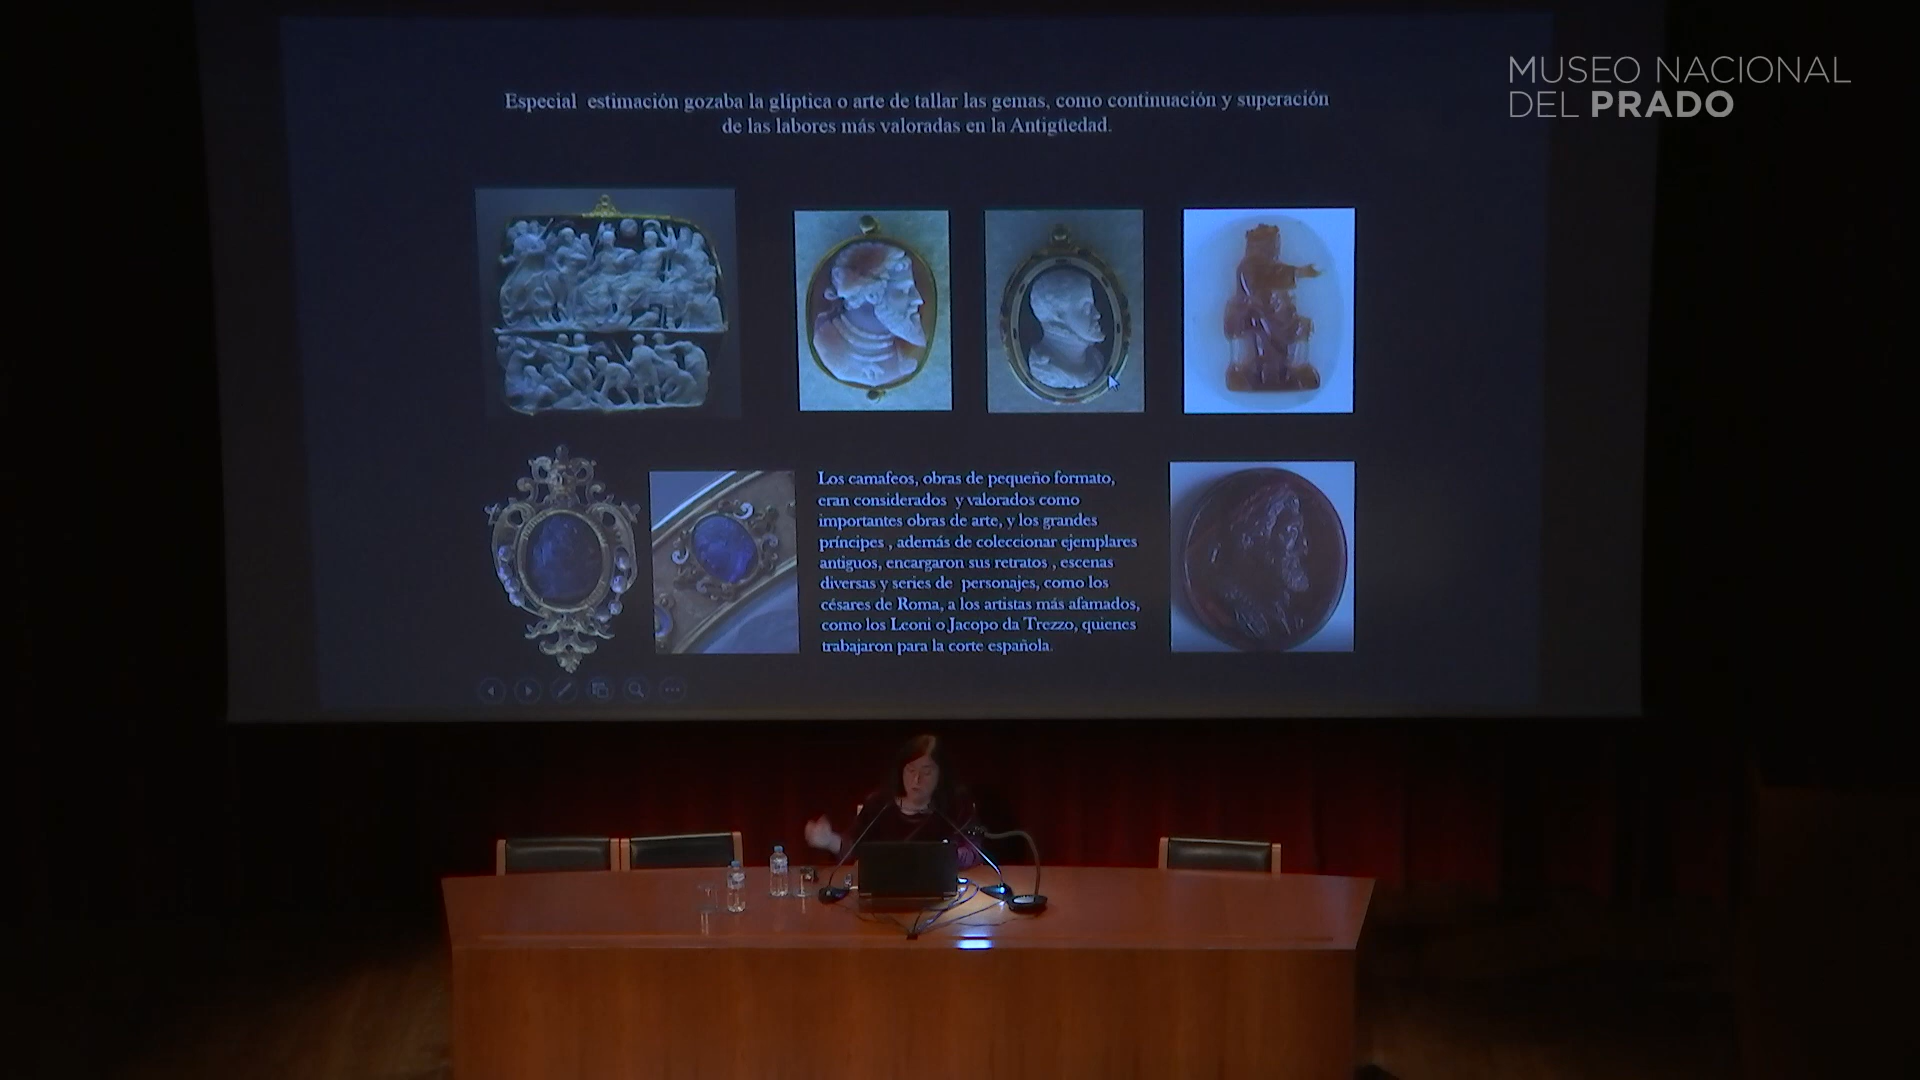 MUSEO NACIONAL
DEL PRADO
Especial estimación gozaba la glíptica o arte de tallar las gemas, como continuación y superación
de las labores más valoradas en la Antigüedad.
Los camafeos, obras de pequeño formato,
eran considerados y valorados como
importantes obras de arte, y los grandes
príncipes , además de coleccionar ejemplares
antiguos, encargaron sus retratos , escenas
diversas y series de personajes, como los
césares de Roma, a los artistas más afamados,
como los Leoni o Jacopo da Trezzo, quienes
trabajaron para la corte española.